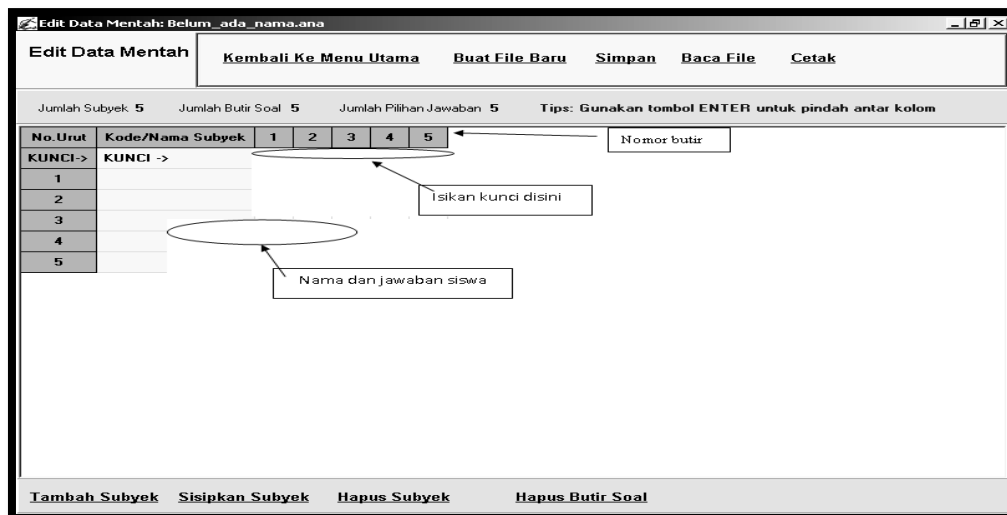 Edit Data Mentah: Belum_ada_nama.ana
Edit Data Mentah Kembali Ke Menu Utama Buat File Baru Simpan Baca File Cetak
Jumlah Subyek 5 Jumlah Butir Soal 5 Jumlah Pilihan Jawaban 5 Tips: Gunakan tombol ENTER untuk pindah antar kolom
No.Urut Kode/Nama Subyek 1 2 3 4 5 Nomor butir
KUNCI-> KUNCI ->
1
2 Isikan kunci disini
3
4
5
Nama dan jawaban siswa
Tambah Subyek Sisipkan Subyek Hapus Subyek Hapus Butir Soal